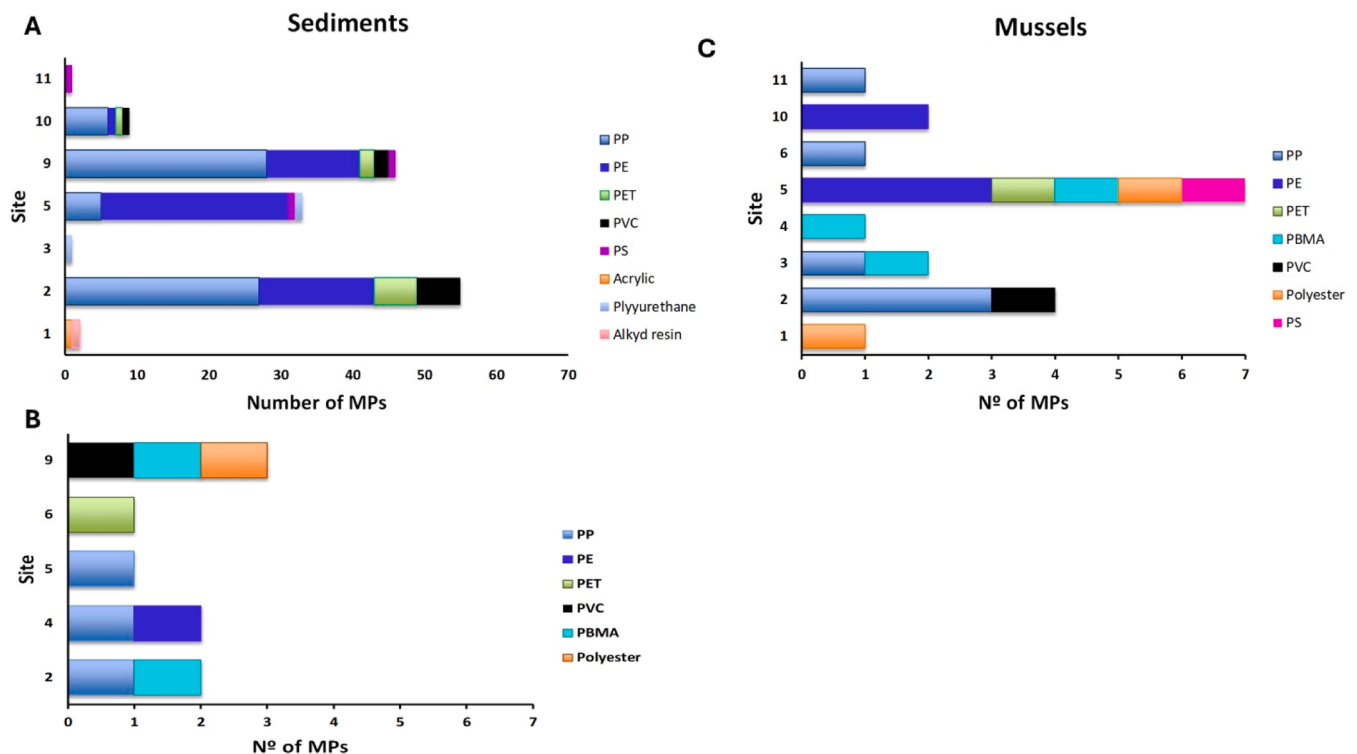 A
Sediments
Site
11
10
9
5
3
2
1
0 10 20 30 40 50 60 70
Number of MPs
PP
PE
PET
PVC
PS
Acrylic
Plyyurethane
Alkyd resin
B
Site
9
6
5
4
2
0 1 2 3 4 5 6 7
Nº of MPs
PP
PE
PET
PVC
PBMA
Polyester
C
Mussels
Site
11
10
6
5
4
3
2
1
0 1 2 3 4 5 6 7
Nº of MPs
PP
PE
PET
PBMA
PVC
Polyester
PS